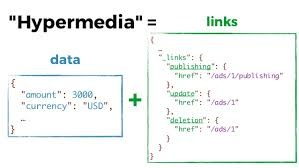 "Hypermedia" =
data
{
"amount": 3000,
"currency": "USD",
…
}
+
links
{
…
"_links": {
"publishing": {
"href": "/ads/1/publishing"
},
"update": {
"href": "/ads/1"
},
"deletion": {
"href": "/ads/1"
}
}